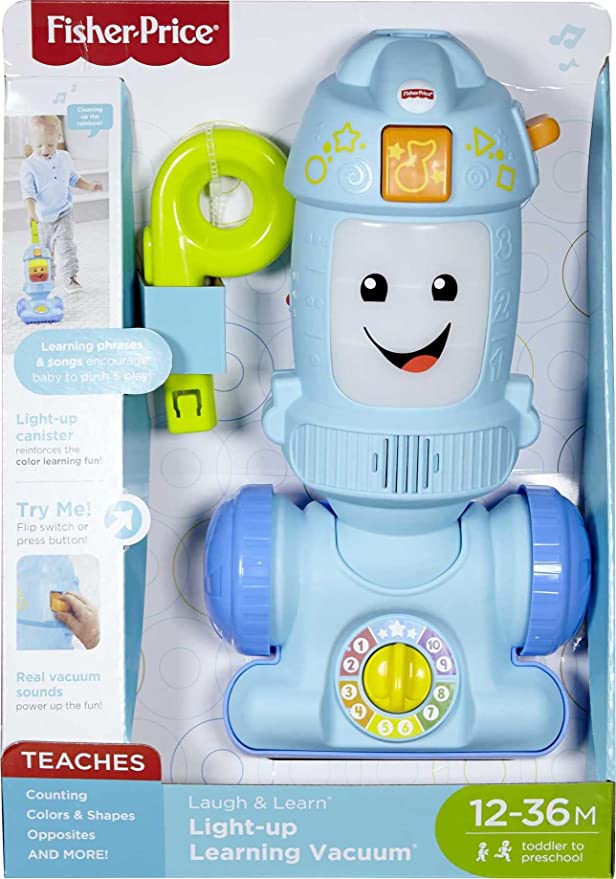 Fisher-Price®
Cleaning up
the rainbow!
Learning phrases
& songs encourage
baby to push & play!
Light-up
canister
reinforces the
color learning fun!
Try Me!
Flip switch or
press button!
Real vacuum
sounds
power up the fun!
TEACHES
Counting
Colors & Shapes
Opposites
AND MORE!
Fisher-Price
3
2
1
1
2
3
4
5
6
7
8
9
10
Laugh & Learn®
Light-up
Learning Vacuum®
12-36M
toddler to
preschool